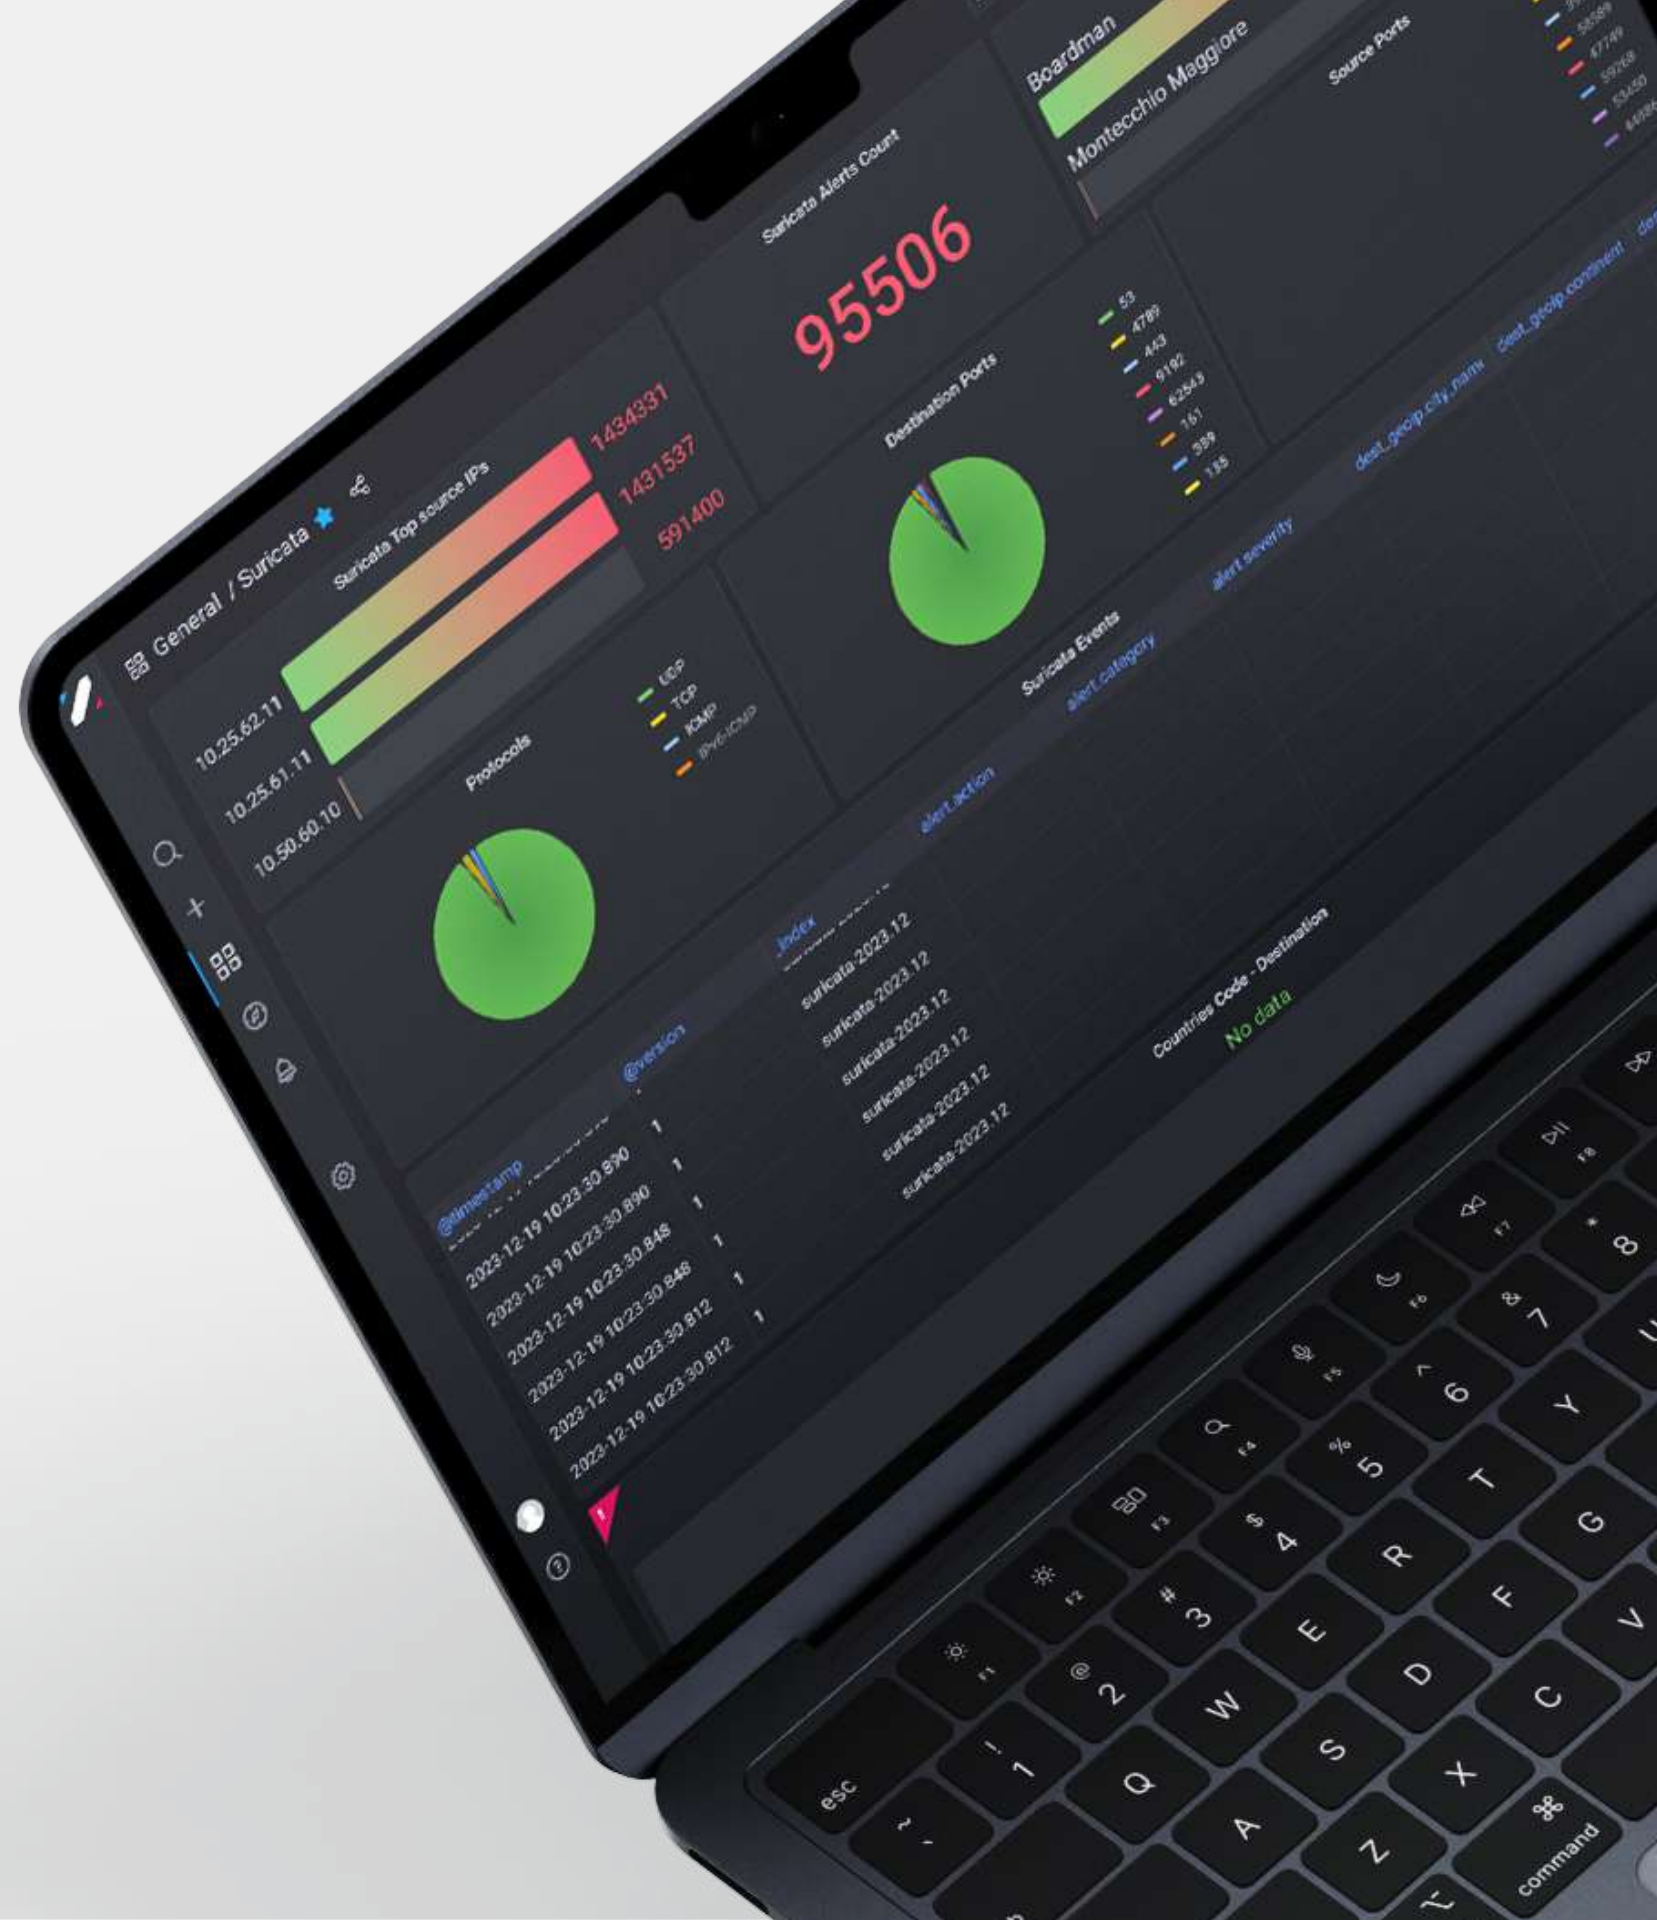 General / Suricata
Suricata Top source IPs
10.25.62.11
1434331
10.25.61.11
1431537
10.50.60.10
591400
Suricata Alerts Count
95506
Boardman
Montecchio Maggiore
Protocols
UDP
TCP
ICMP
IPv6-ICMP
Destination Ports
53
4789
443
9192
161
389
Source Ports
47749
59268
53450
Suricata Events
@timestamp
@version
_index
alert.action
alert.category
alert.severity
dest_geoip.city_name
dest_geoip.continent
2023-12-19 10:23:30.890
1
suricata-2023.12
2023-12-19 10:23:30.890
1
suricata-2023.12
2023-12-19 10:23:30.848
1
suricata-2023.12
2023-12-19 10:23:30.848
1
suricata-2023.12
2023-12-19 10:23:30.812
1
suricata-2023.12
2023-12-19 10:23:30.812
1
suricata-2023.12
Countries Code - Destination
No data
esc
F1
F2
F3
F4
F5
F6
F7
F8
~ `
! 1
@ 2
# 3
$ 4
% 5
^ 6
& 7
* 8
Q W E R T Y U
A S D F G
Z X C V
⌥
⌘
command